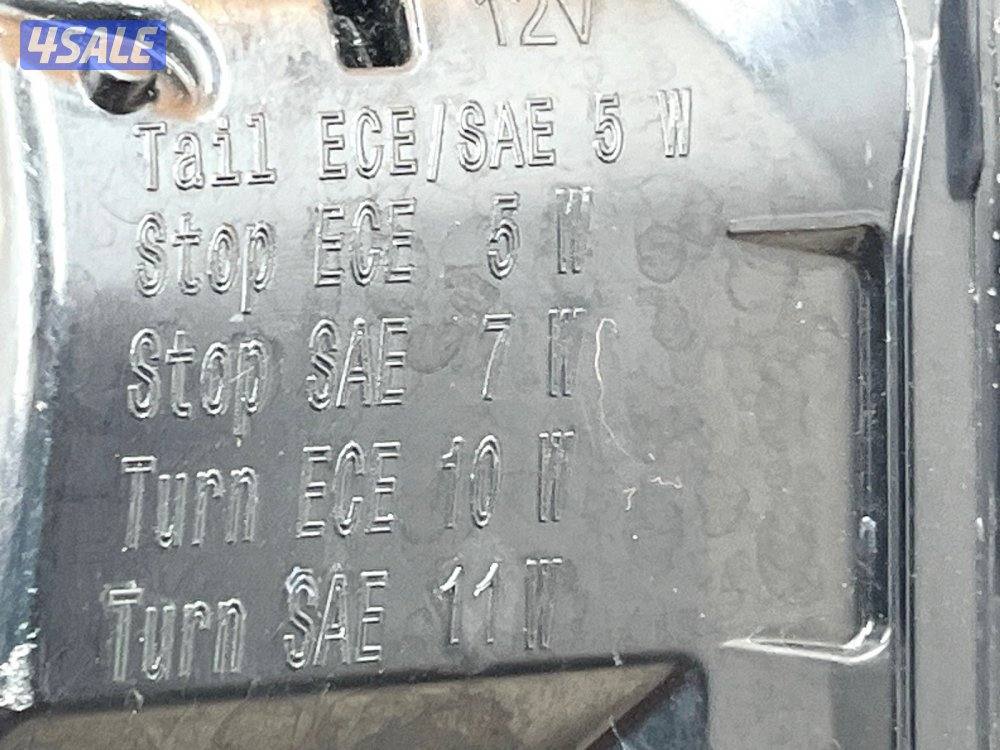 4SALE
12V
Tail ECE/SAE 5 W
Stop ECE 5 W
Stop SAE 7 W
Turn ECE 10 W
Turn SAE 11 W